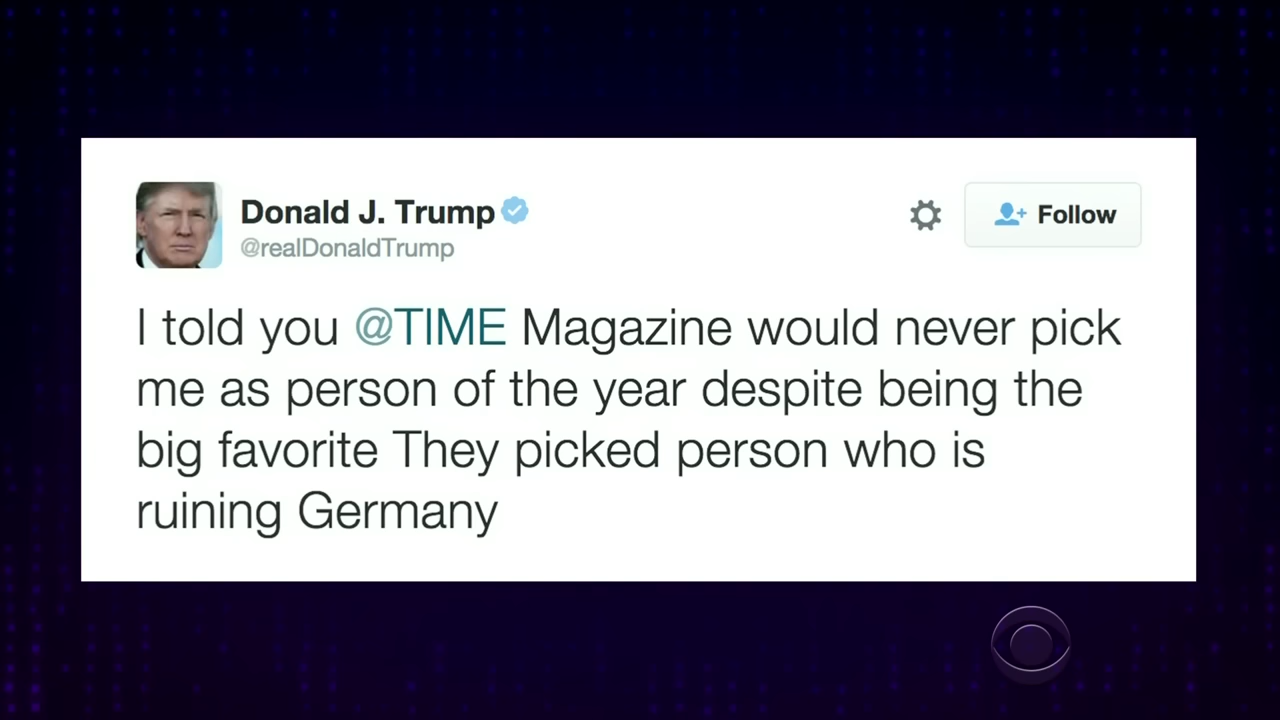 Donald J. Trump
@realDonaldTrump
Follow
I told you @TIME Magazine would never pick
me as person of the year despite being the
big favorite They picked person who is
ruining Germany